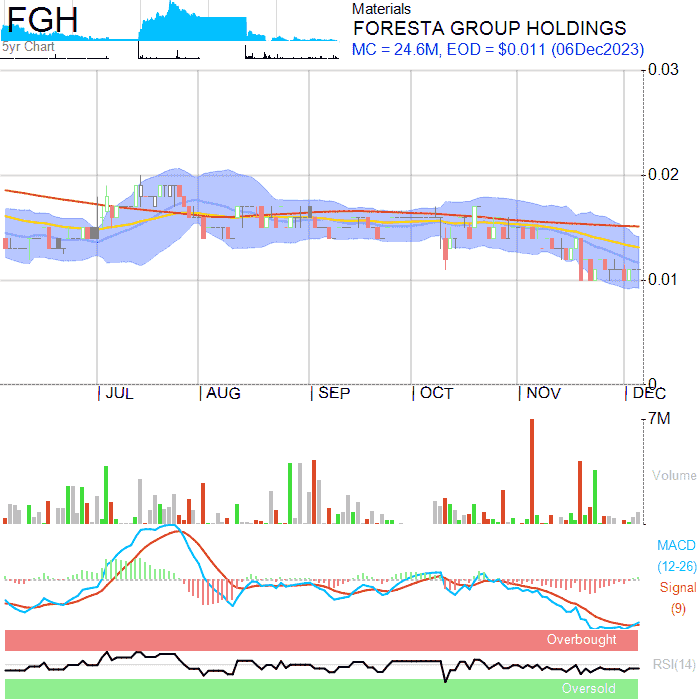 FGH
5yr Chart
Materials
FORESTA GROUP HOLDINGS
MC = 24.6M, EOD = $0.011 (06Dec2023)
0.03
0.02
0.01
0
JUL AUG SEP OCT NOV DEC
7M
Volume
MACD
(12-26)
Signal
(9)
Overbought
RSI(14)
Oversold